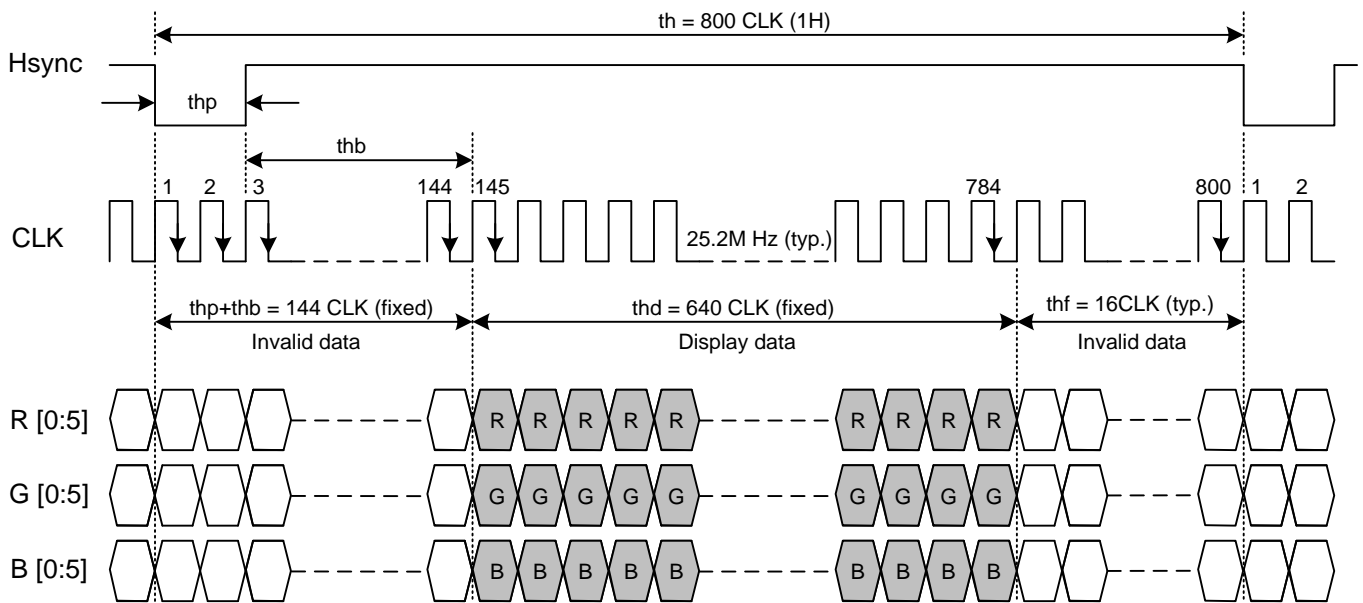 th = 800 CLK (1H)
Hsync
thp
thb
1 2 3 144 145 784 800 1 2
CLK
25.2M Hz (typ.)
thp+thb = 144 CLK (fixed) thd = 640 CLK (fixed) thf = 16CLK (typ.)
Invalid data Display data Invalid data
R [0:5] R R R R R R R R R
G [0:5] G G G G G G G G G
B [0:5] B B B B B B B B B